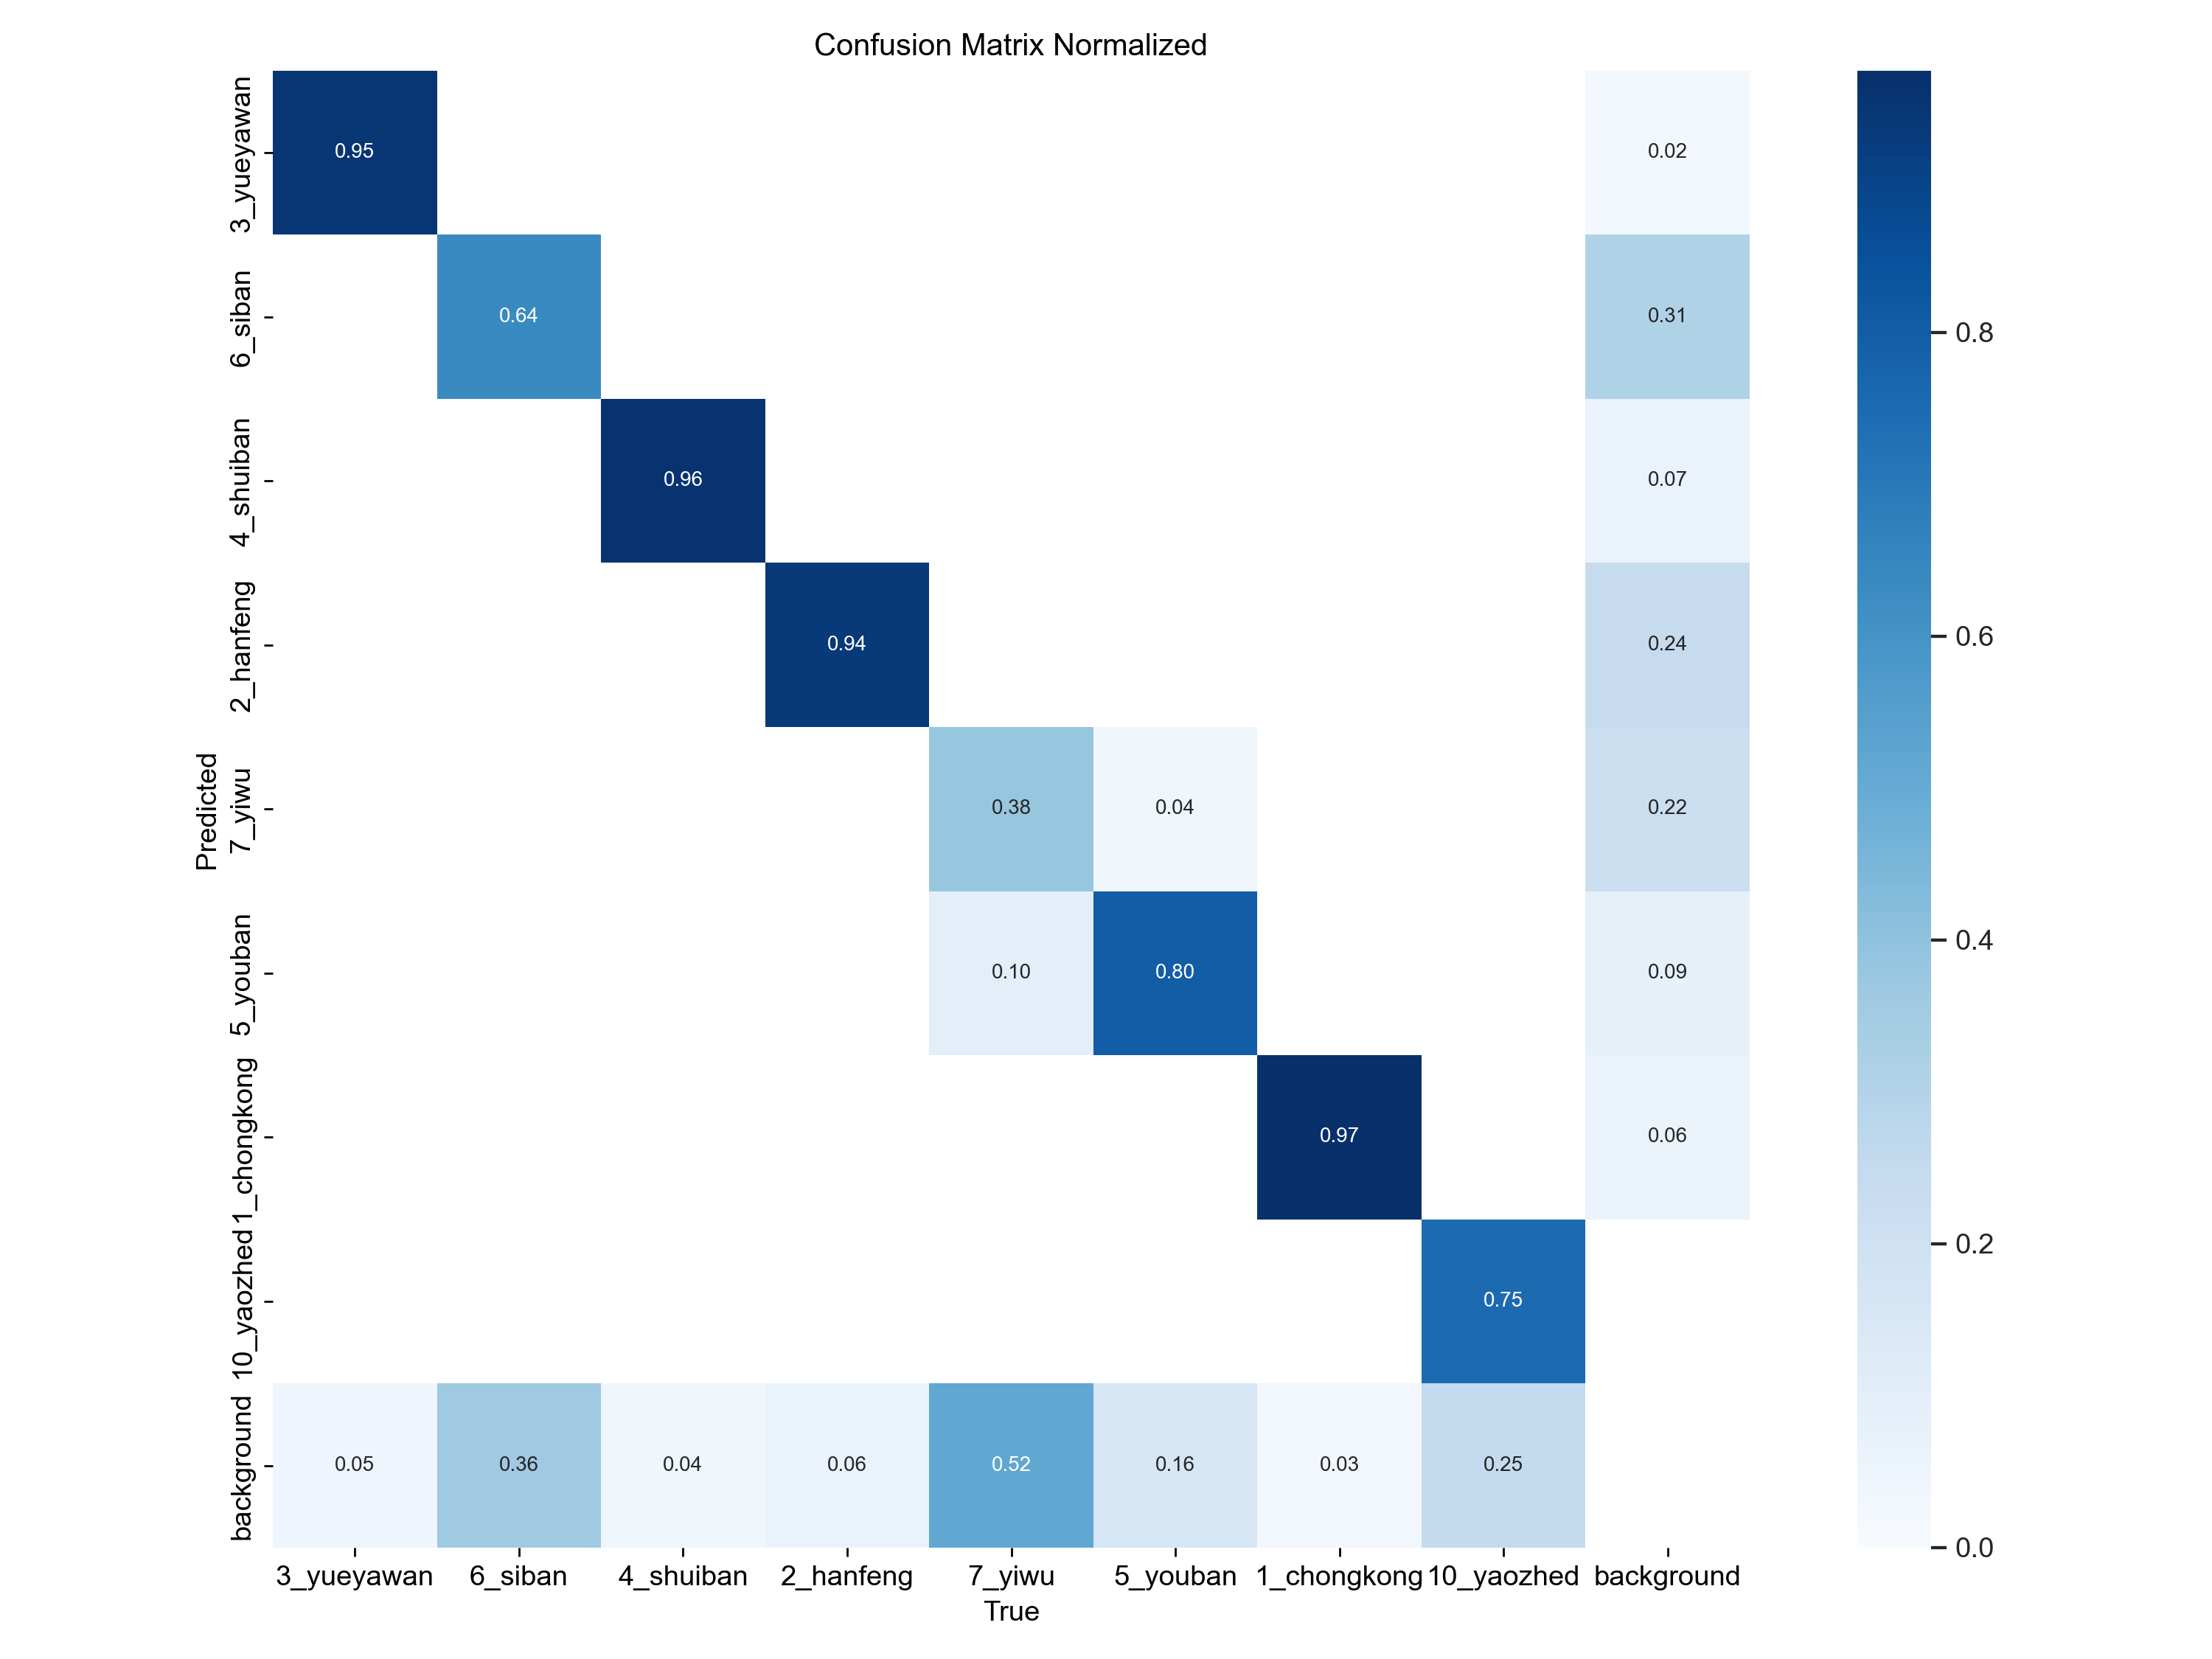 Confusion Matrix Normalized
3_yueyawan
0.95
0.02
6_siban
0.64
0.31
4_shuiban
0.96
0.07
2_hanfeng
0.94
0.24
7_yiwu
0.38
0.04
0.22
5_youban
0.10
0.80
0.09
1_chongkong
0.97
0.06
10_yaozhed
0.75
background
0.05 0.36 0.04 0.06 0.52 0.16 0.03 0.25
Predicted
3_yueyawan 6_siban 4_shuiban 2_hanfeng 7_yiwu 5_youban 1_chongkong 10_yaozhed background
True
0.8
0.6
0.4
0.2
0.0